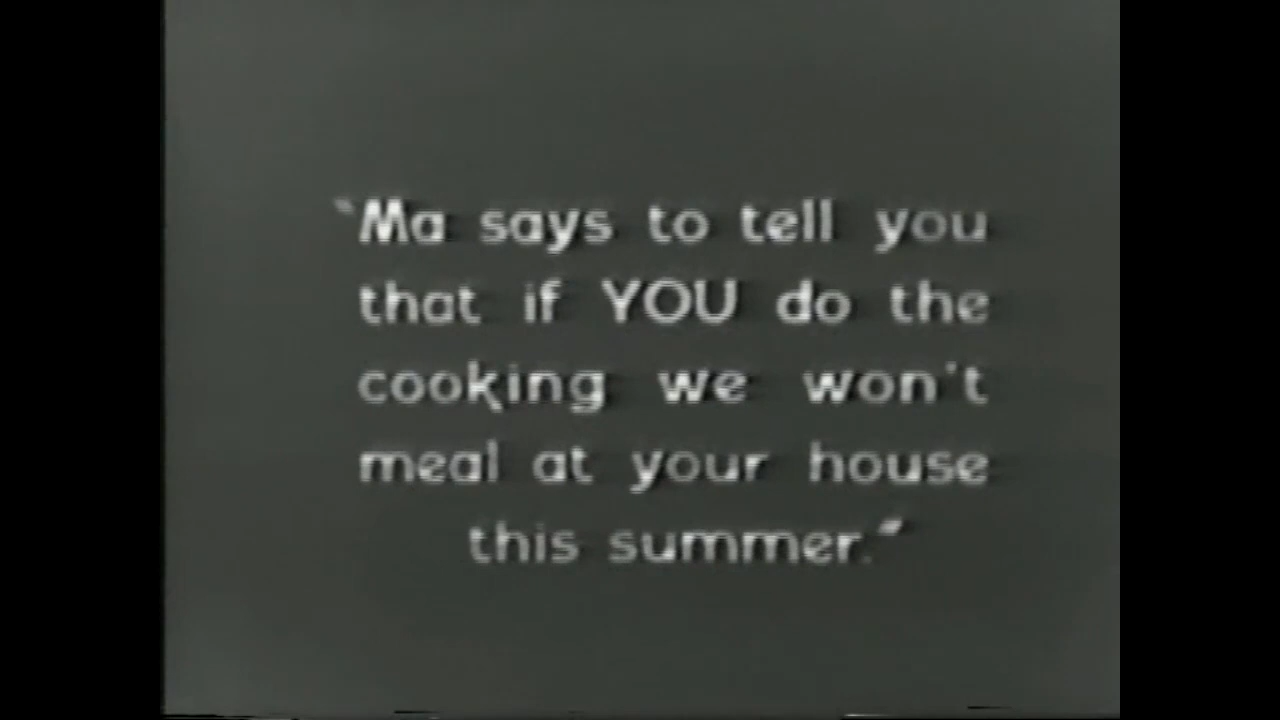 "Ma says to tell you
that if YOU do the
cooking we won't
meal at your house
this summer."